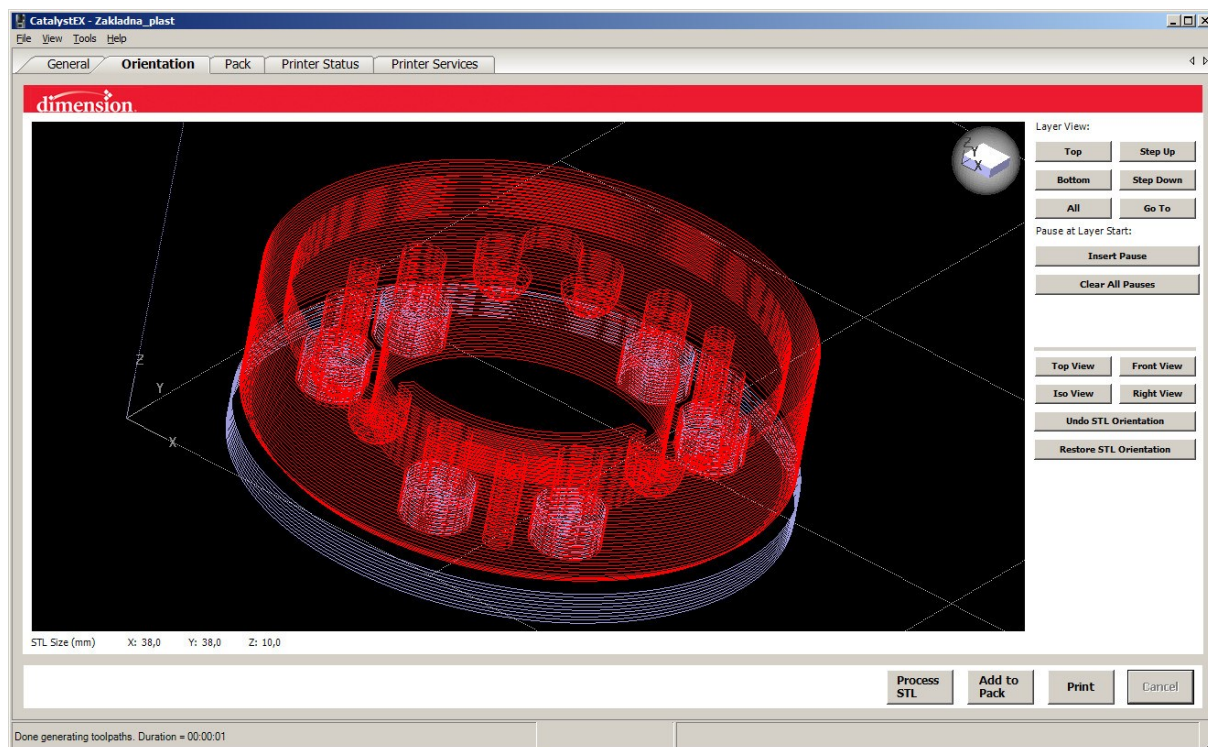 CatalystEX - Zakladna_plast
File View Tools Help
General Orientation Pack Printer Status Printer Services
dimension
Layer View:
Top Step Up
Bottom Step Down
All Go To
Pause at Layer Start:
Insert Pause
Clear All Pauses
Z
Y
X
Z
Y
X
Top View Front View
Iso View Right View
Undo STL Orientation
Restore STL Orientation
STL Size (mm) X: 38,0 Y: 38,0 Z: 10,0
Process STL
Add to Pack
Print
Cancel
Done generating toolpaths. Duration = 00:00:01